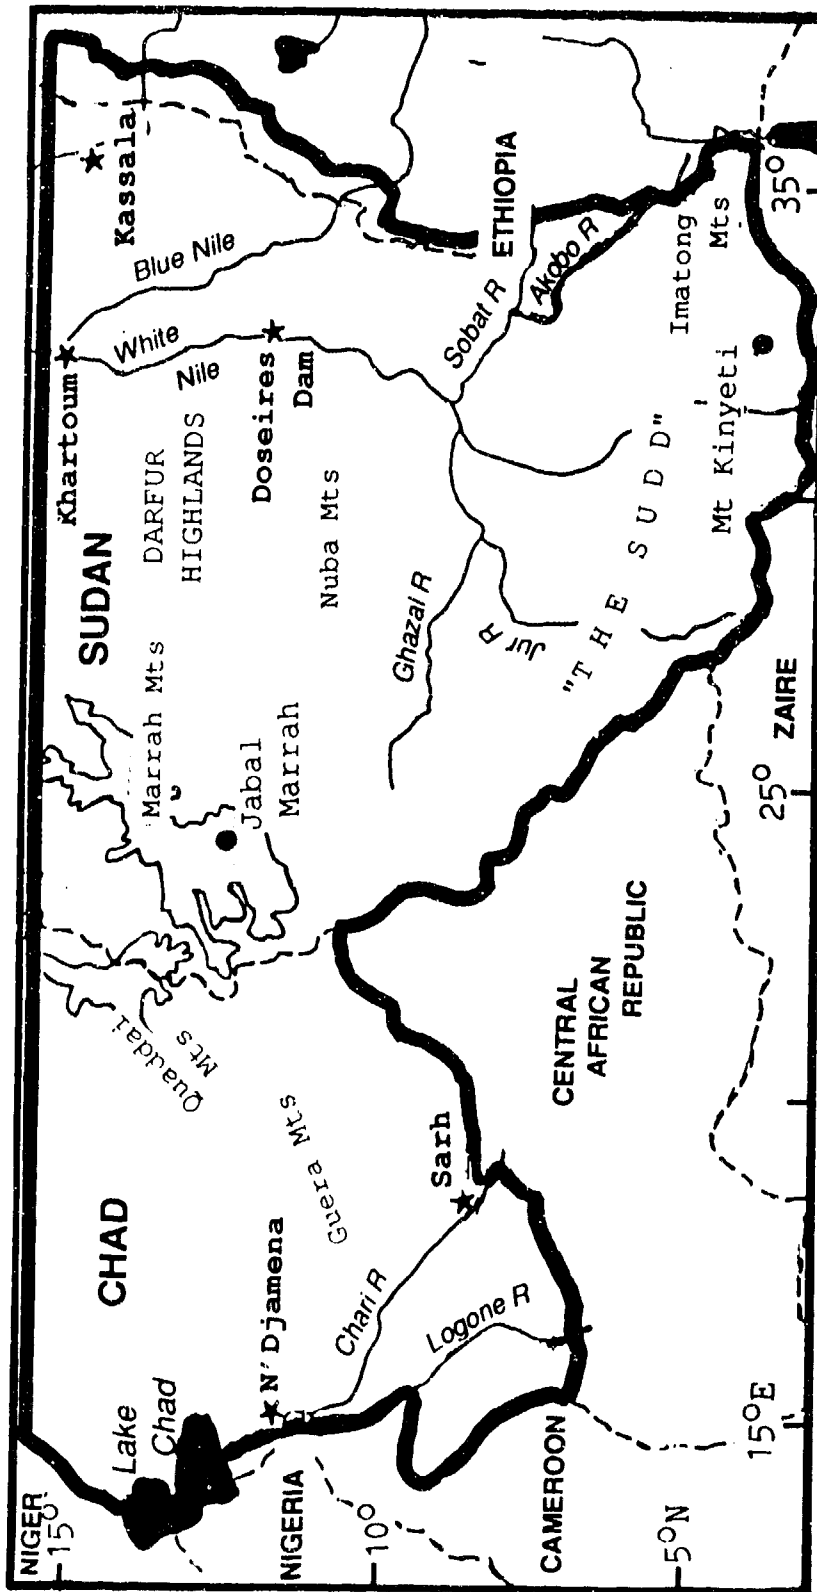 NIGER
15°
Lake
Chad
CHAD
Quaddai
Mts
SUDAN
Marrah Mts
DARFUR
HIGHLANDS
Khartoum
White
Nile
Blue Nile
Kassala
Jabal
Marrah
Doseires
Dam
Nuba Mts
NIGERIA
N'Djamena
Guera Mts
10°
Chari R
Sarh
Logone R
Ghazal R
Jur R
Sobat R
Akobo R
ETHIOPIA
"THE SUDD"
CAMEROON
CENTRAL
AFRICAN
REPUBLIC
Imatong
Mts
Mt Kinyeti
5°N
ZAIRE
15°E
25°
35°